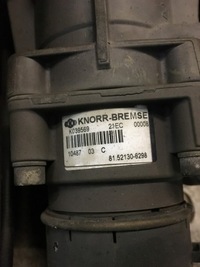 KNORR-BREMSE
K038569 21EC 00006
10487 03 C
81.52130-6298